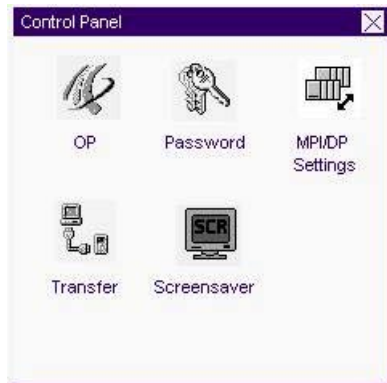 Control Panel
OP
Password
MPI/DP
Settings
SCR
Transfer
Screensaver